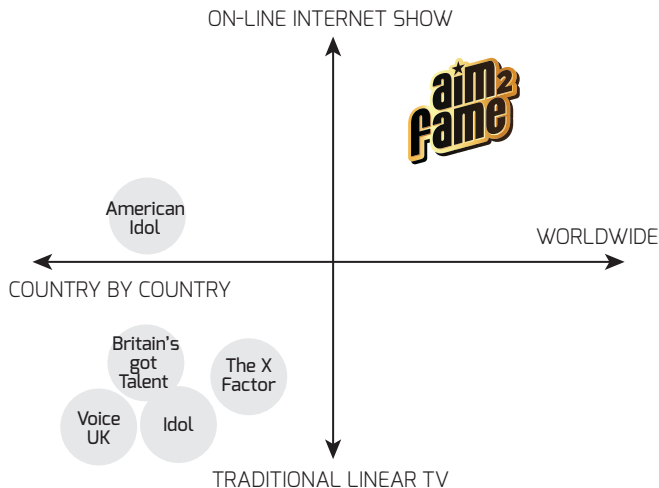 ON-LINE INTERNET SHOW
aim2
fame
American
Idol
WORLDWIDE
COUNTRY BY COUNTRY
Britain's
got
Talent
The X
Factor
Voice
UK
Idol
TRADITIONAL LINEAR TV